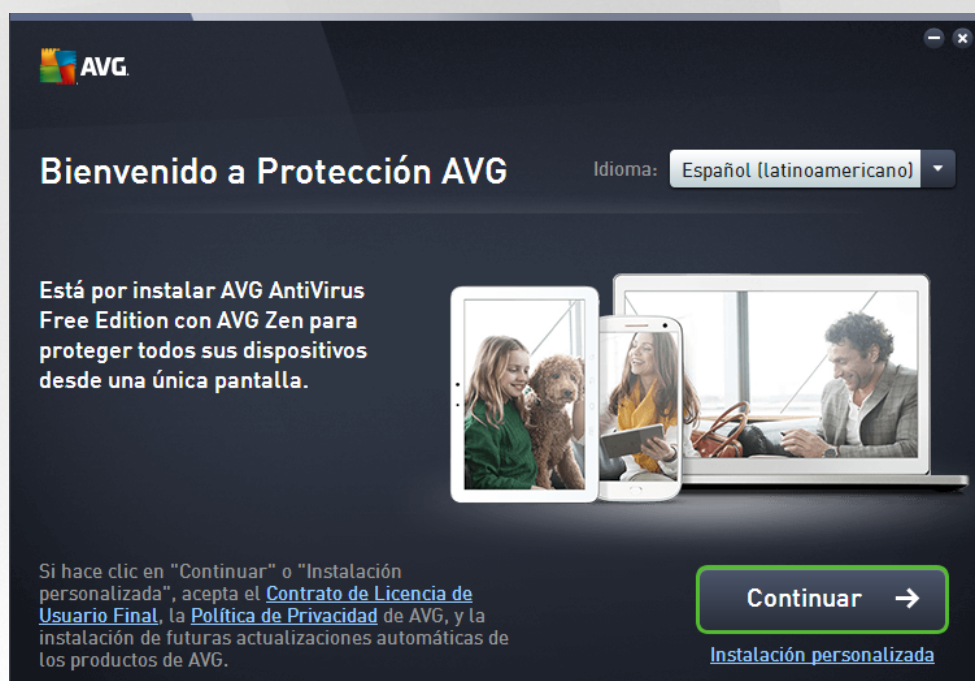 AVG.
Bienvenido a Protección AVG
Idioma:
Español (latinoamericano)
Está por instalar AVG AntiVirus
Free Edition con AVG Zen para
proteger todos sus dispositivos
desde una única pantalla.
Si hace clic en "Continuar" o "Instalación
personalizada", acepta el Contrato de Licencia de
Usuario Final, la Política de Privacidad de AVG, y la
instalación de futuras actualizaciones automáticas de
los productos de AVG.
Continuar →
Instalación personalizada